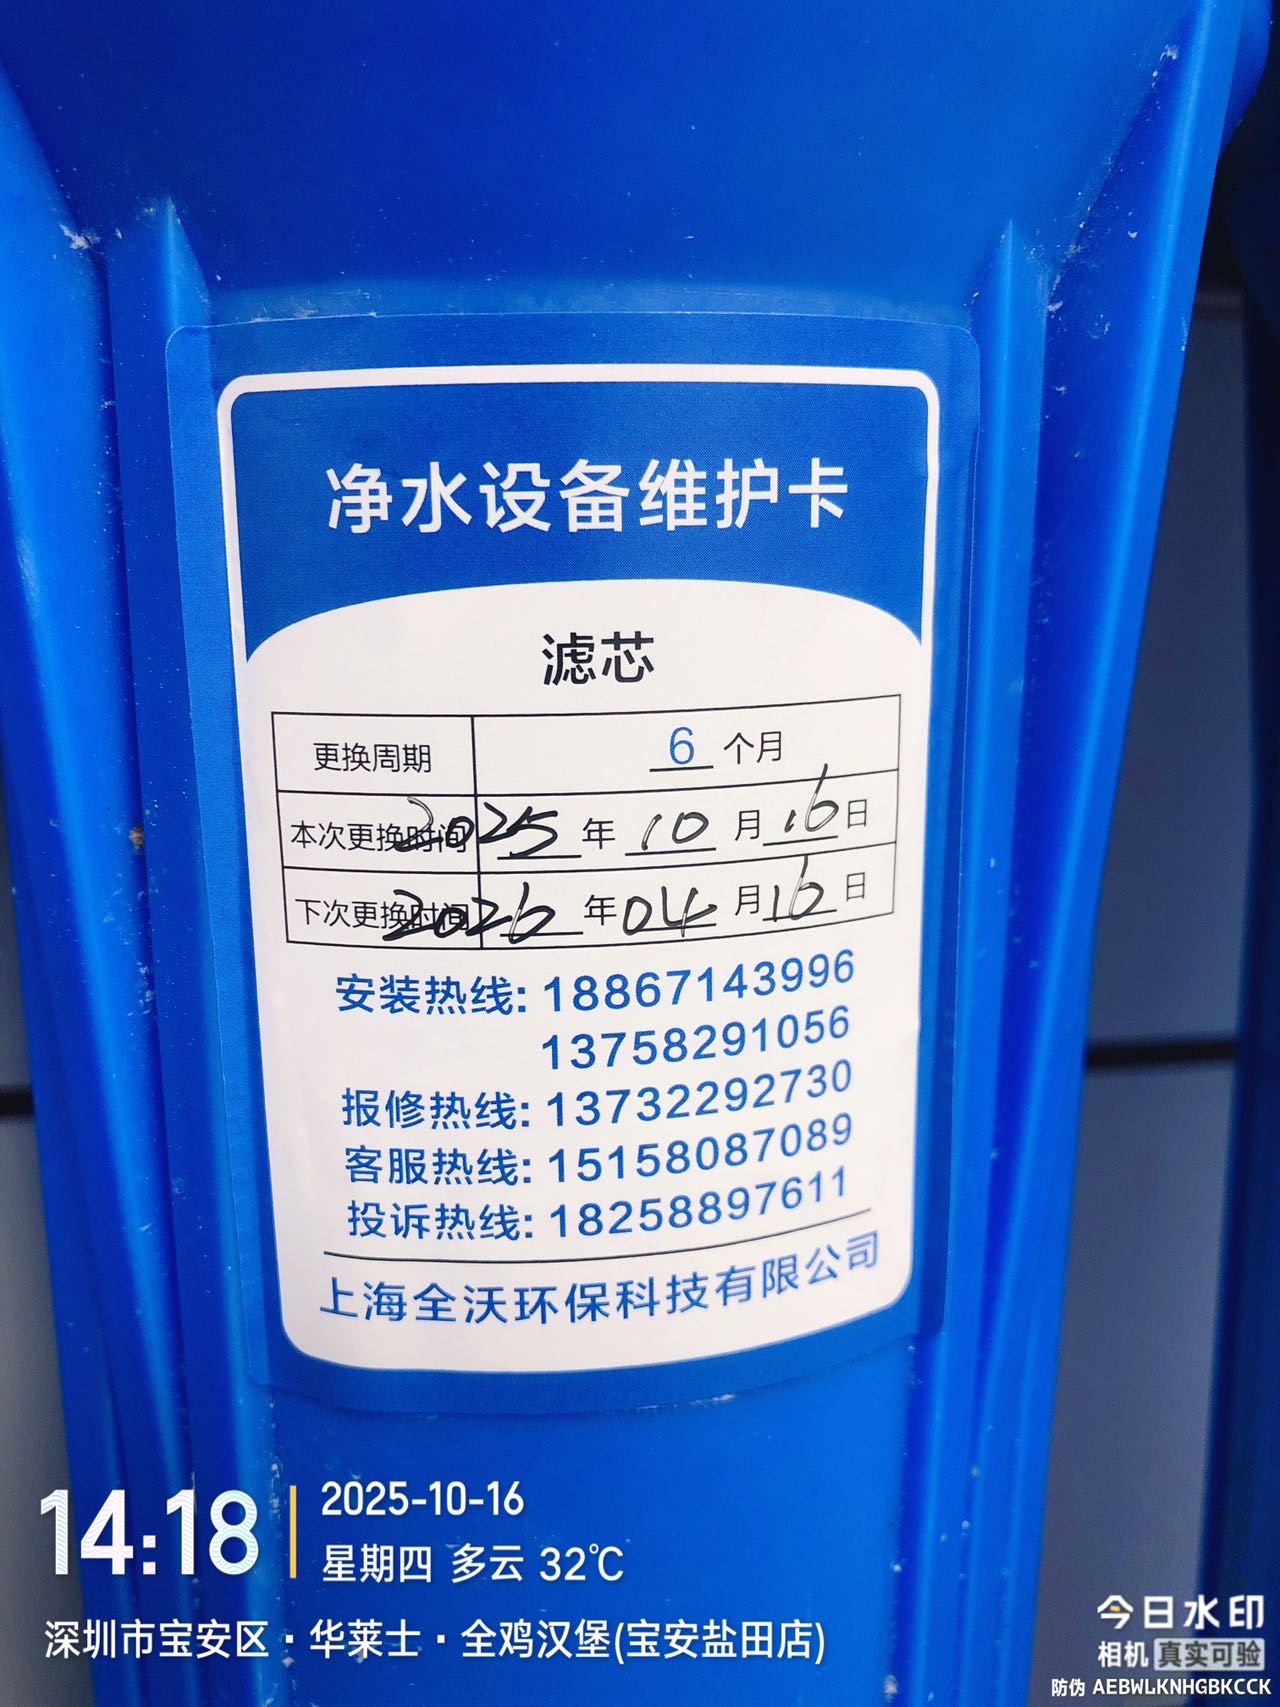 净水设备维护卡
滤芯
更换周期 6 个月
本次更换时间 2025 年 10 月 16 日
下次更换时间 2026 年 04 月 16 日
安装热线: 18867143996
13758291056
报修热线: 13732292730
客服热线: 15158087089
投诉热线: 18258897611
上海全沃环保科技有限公司
14:18
2025-10-16
星期四 多云 32℃
深圳市宝安区·华莱士·全鸡汉堡(宝安盐田店)
今日水印
相机 真实可验
防伪 AEBWLKNHGBKCCK